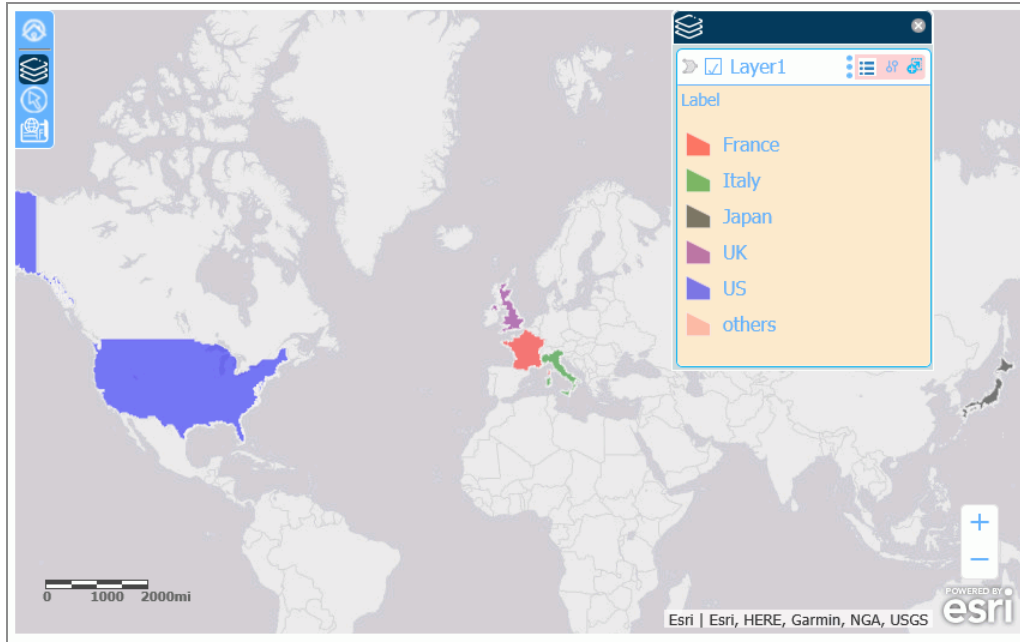 Layer1
Label
France
Italy
Japan
UK
US
others
+
−
0 1000 2000mi
POWERED BY
esri
Esri | Esri, HERE, Garmin, NGA, USGS